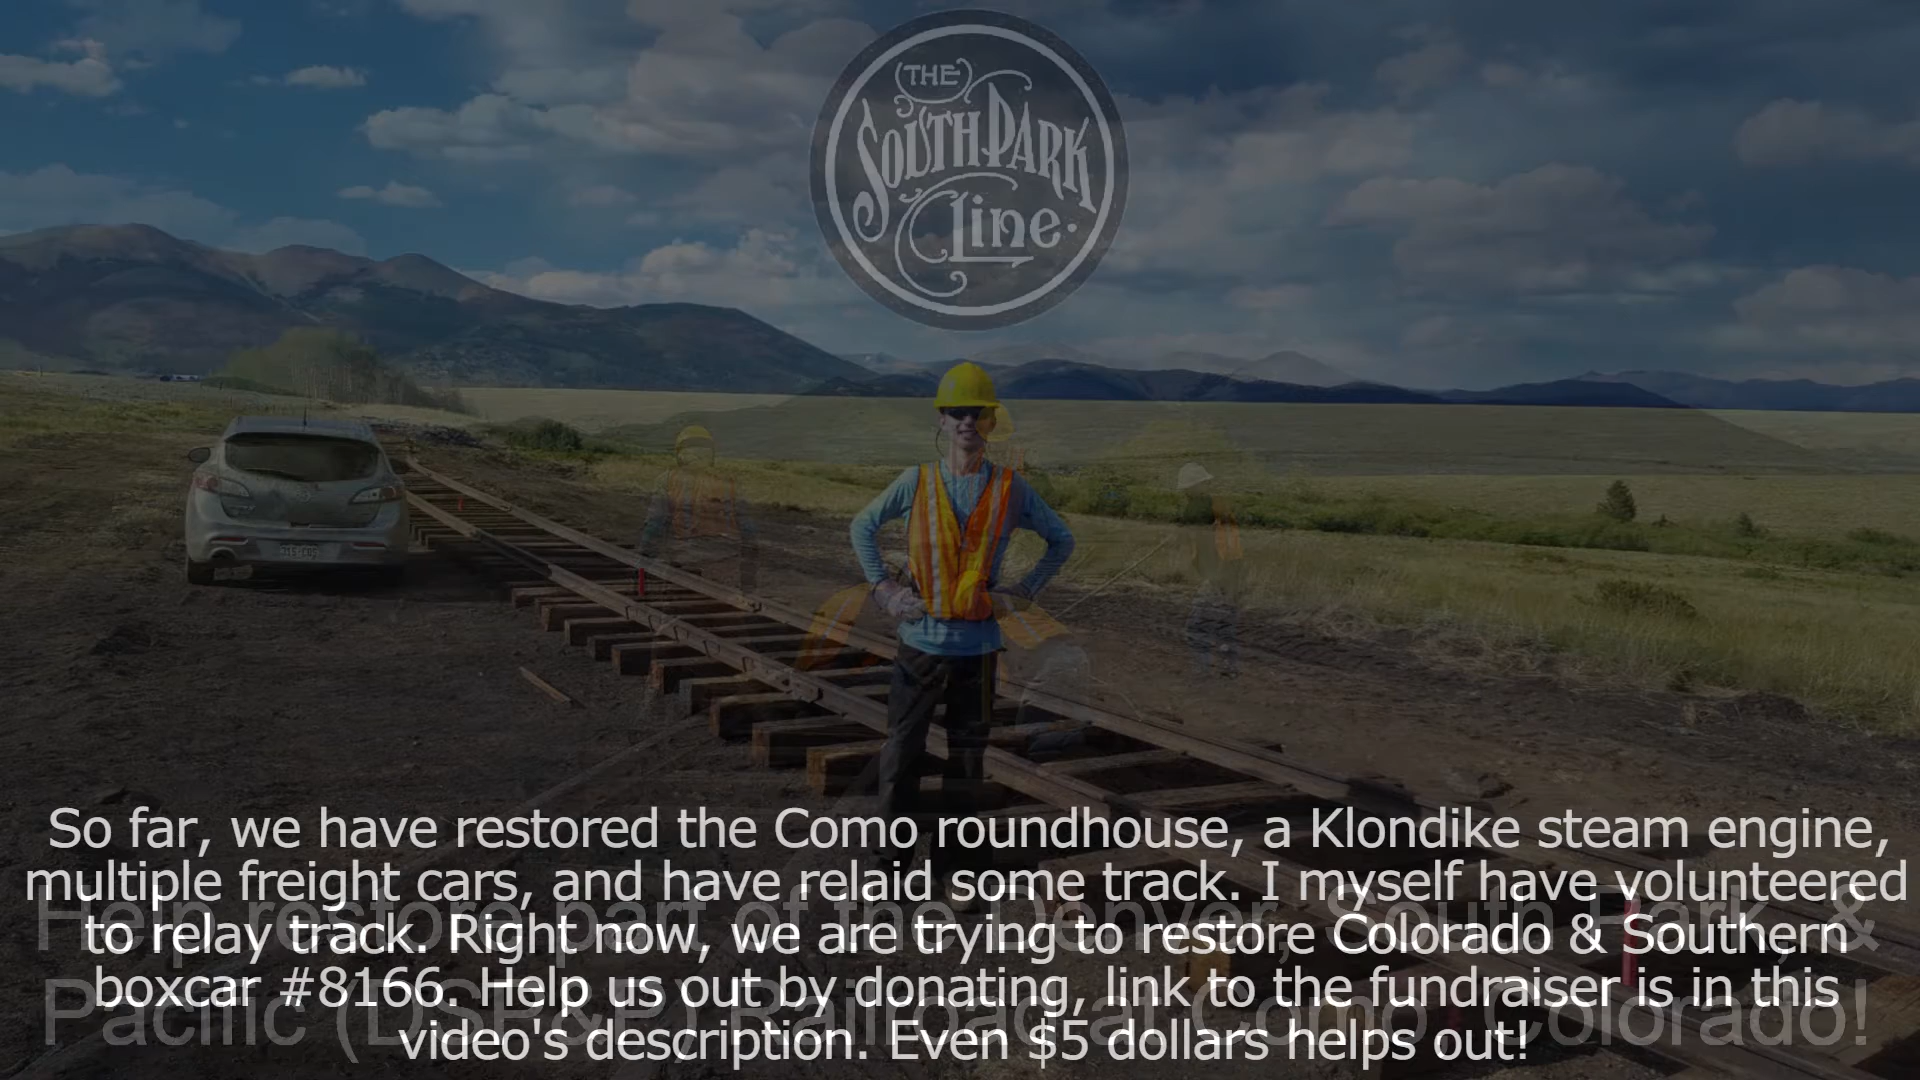 THE
SOUTH PARK
Line.
So far, we have restored the Como roundhouse, a Klondike steam engine,
multiple freight cars, and have relaid some track. I myself have volunteered
to relay track. Right now, we are trying to restore Colorado & Southern
boxcar #8166. Help us out by donating, link to the fundraiser is in this
video's description. Even $5 dollars helps out!
Help restore part of the Denver, South Park, &
Pacific (DSP&P) Railroad at Como, Colorado!